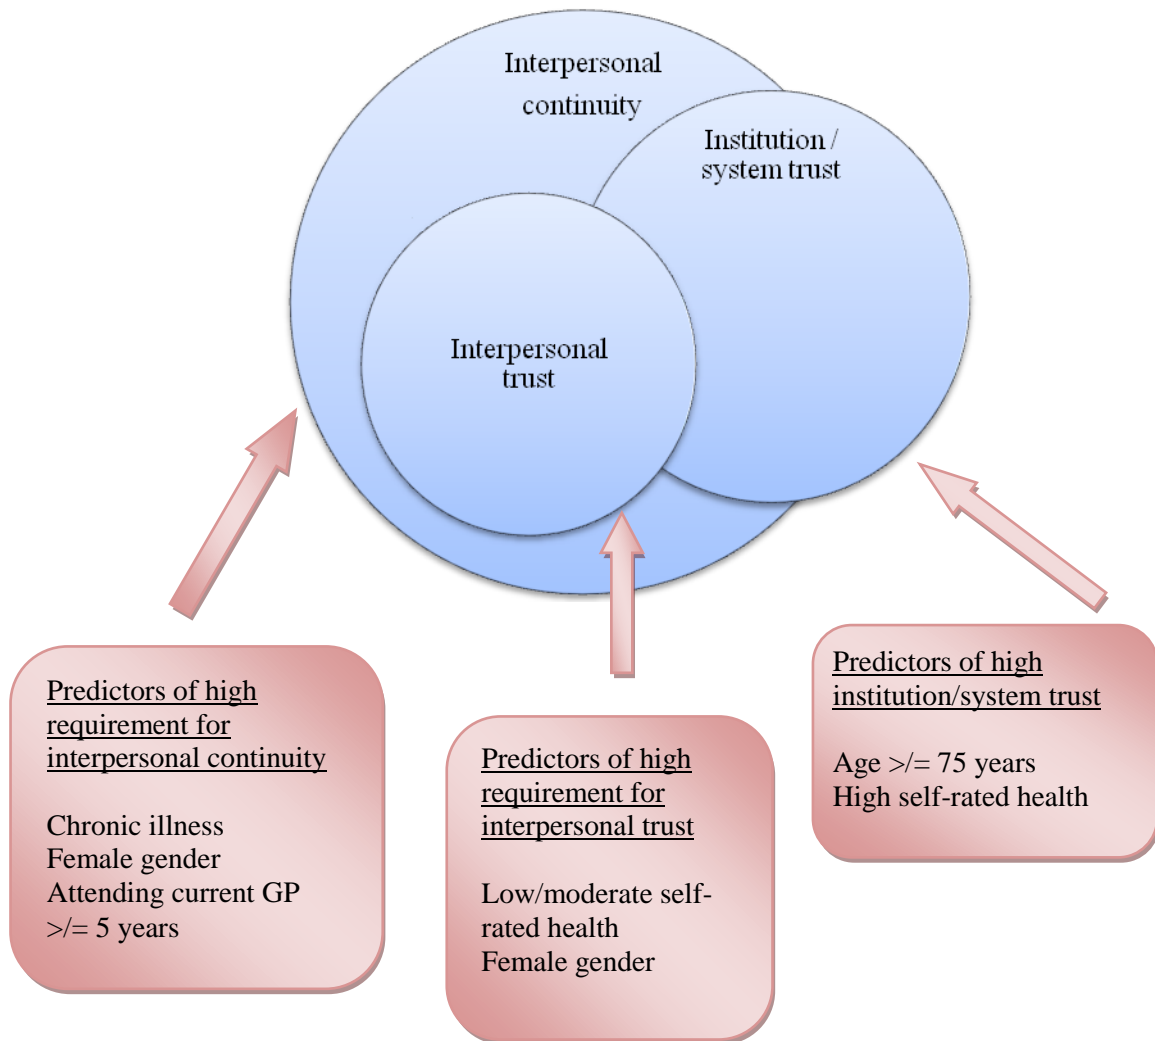 Interpersonal
continuity
Institution /
system trust
Interpersonal
trust
Predictors of high
requirement for
interpersonal continuity
Chronic illness
Female gender
Attending current GP
>/= 5 years
Predictors of high
requirement for
interpersonal trust
Low/moderate self-
rated health
Female gender
Predictors of high
institution/system trust
Age >/= 75 years
High self-rated health